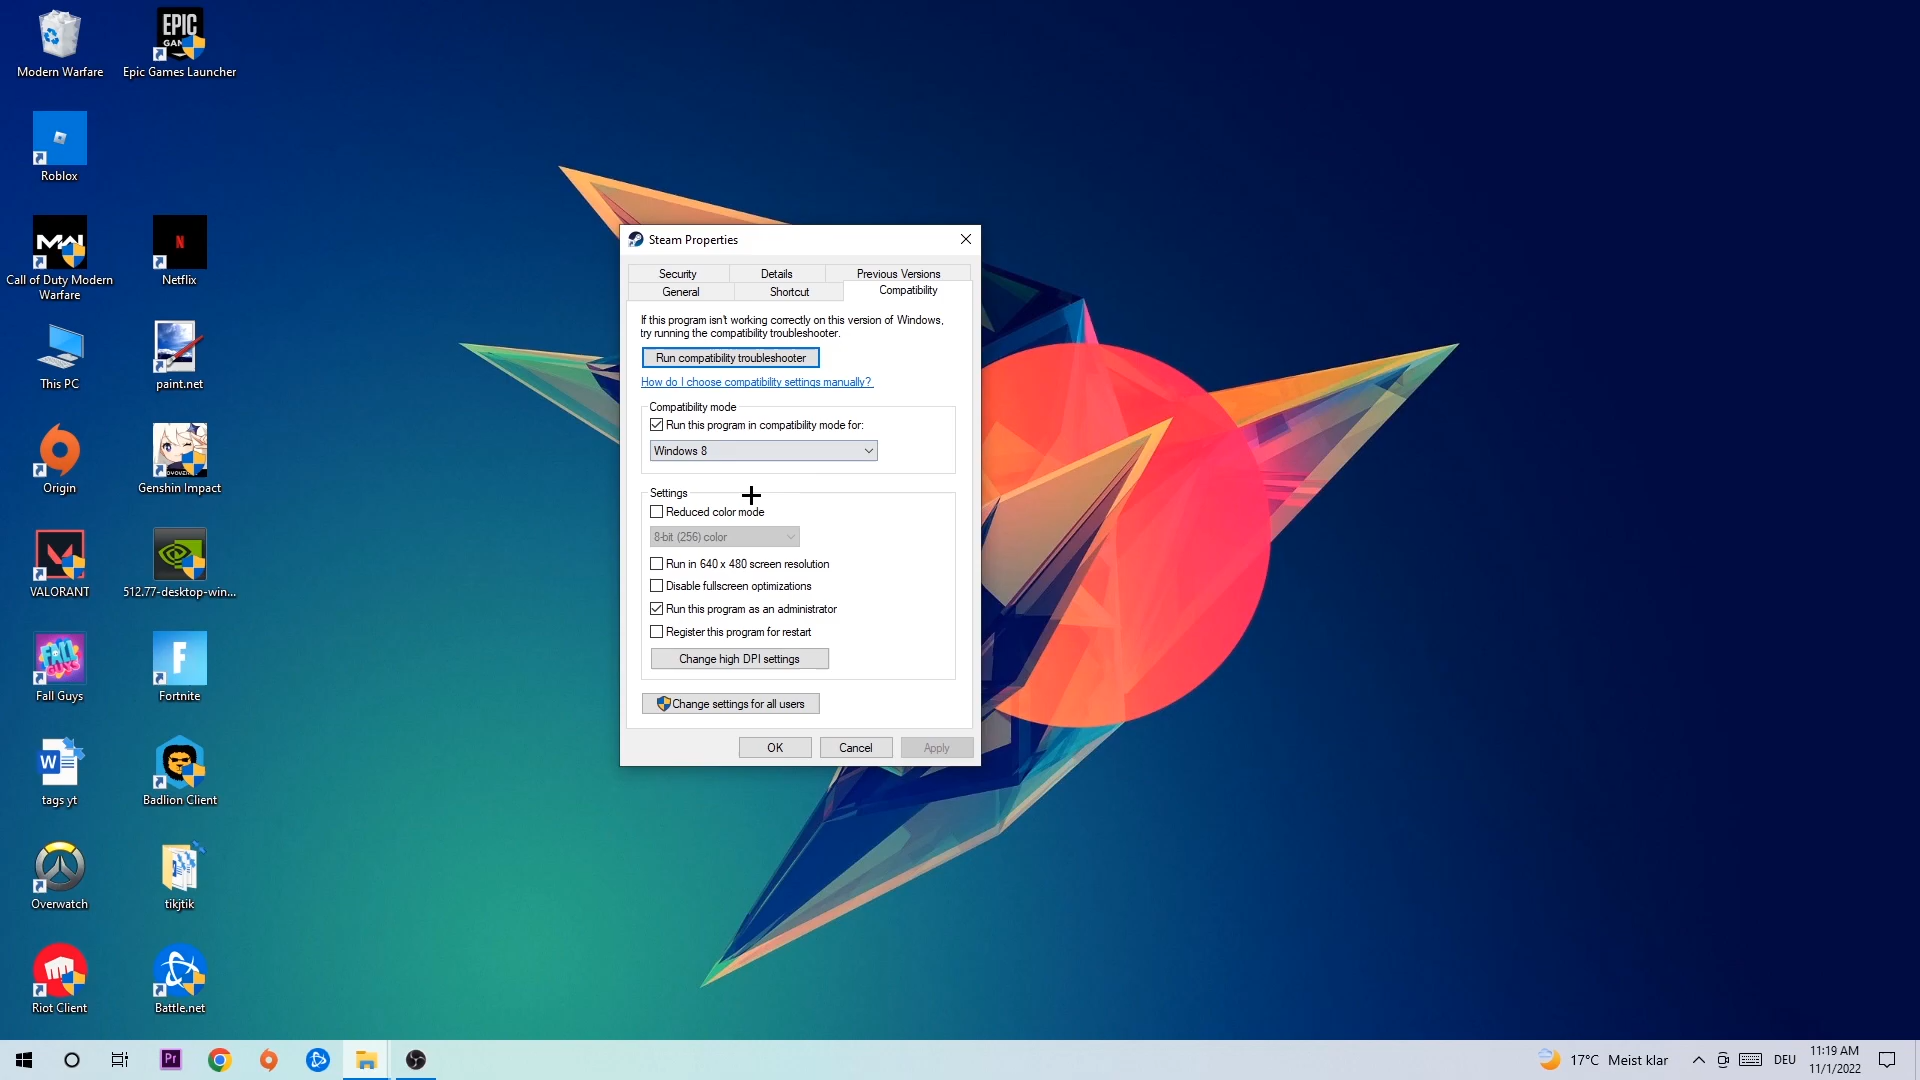 EPIC
GAMES
Modern Warfare
Epic Games Launcher
Roblox
MW
N
Call of Duty Modern
Warfare
Netflix
This PC
paint.net
Origin
Genshin Impact
VALORANT
512.77-desktop-win...
FALL
GUYS
F
Fall Guys
Fortnite
W
tags yt
Badlion Client
Overwatch
tikjtik
Riot Client
Battle.net
Steam Properties
Security
Details
Previous Versions
General
Shortcut
Compatibility
If this program isn't working correctly on this version of Windows,
try running the compatibility troubleshooter.
Run compatibility troubleshooter
How do I choose compatibility settings manually?
Compatibility mode
Run this program in compatibility mode for:
Windows 8
Settings
Reduced color mode
8-bit (256) color
Run in 640 x 480 screen resolution
Disable fullscreen optimizations
Run this program as an administrator
Register this program for restart
Change high DPI settings
Change settings for all users
OK
Cancel
Apply
Pr
17°C Meist klar
DEU
11:19 AM
11/1/2022